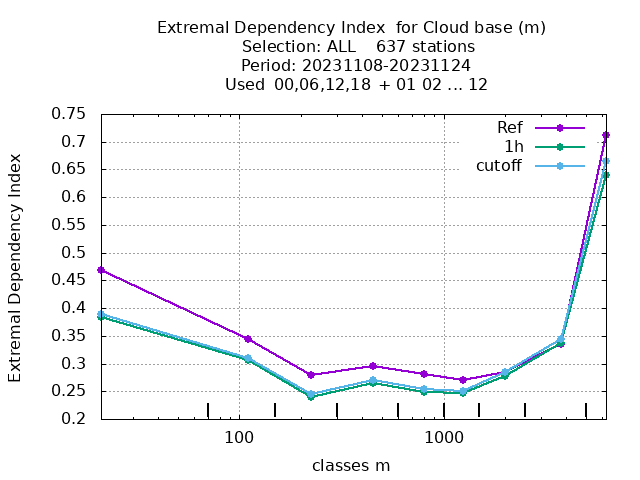 Extremal Dependency Index  for Cloud base (m)
Selection: ALL    637 stations
Period: 20231108-20231124
Used  00,06,12,18 + 01 02 ... 12
Ref
1h
cutoff
Extremal Dependency Index
0.75
0.7
0.65
0.6
0.55
0.5
0.45
0.4
0.35
0.3
0.25
0.2
100
1000
classes m